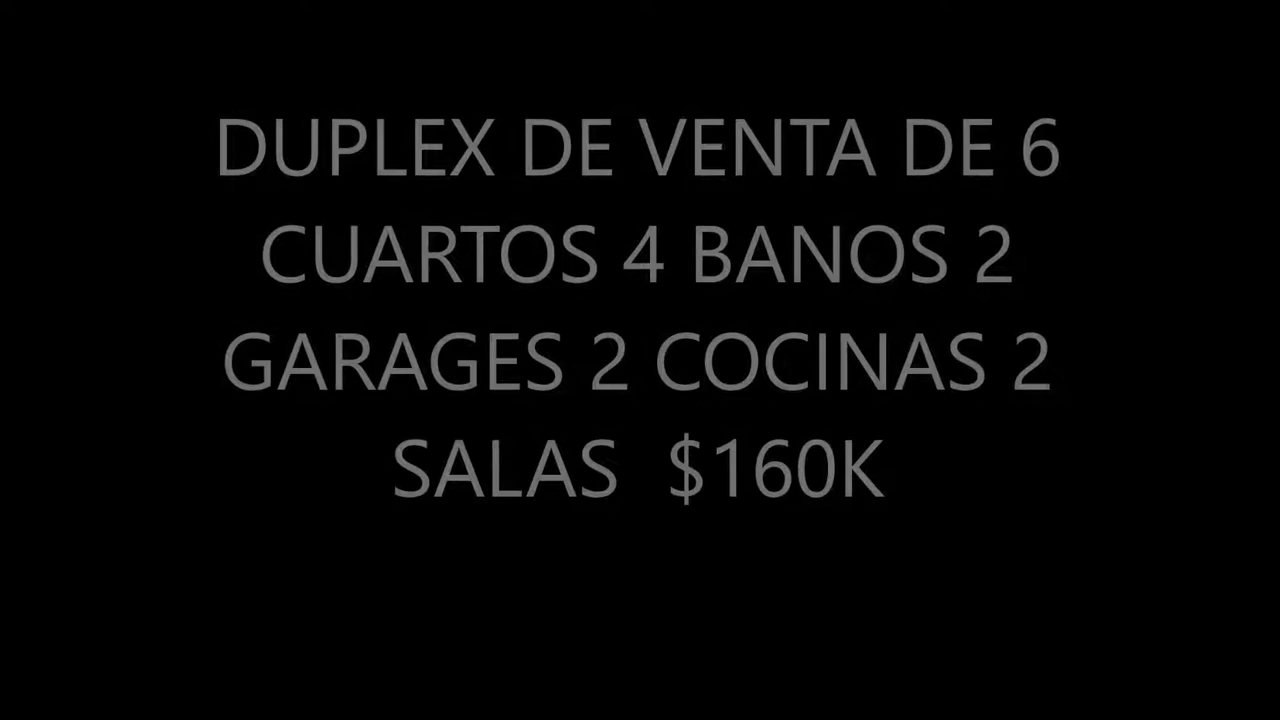 DUPLEX DE VENTA DE 6
CUARTOS 4 BANOS 2
GARAGES 2 COCINAS 2
SALAS  $160K